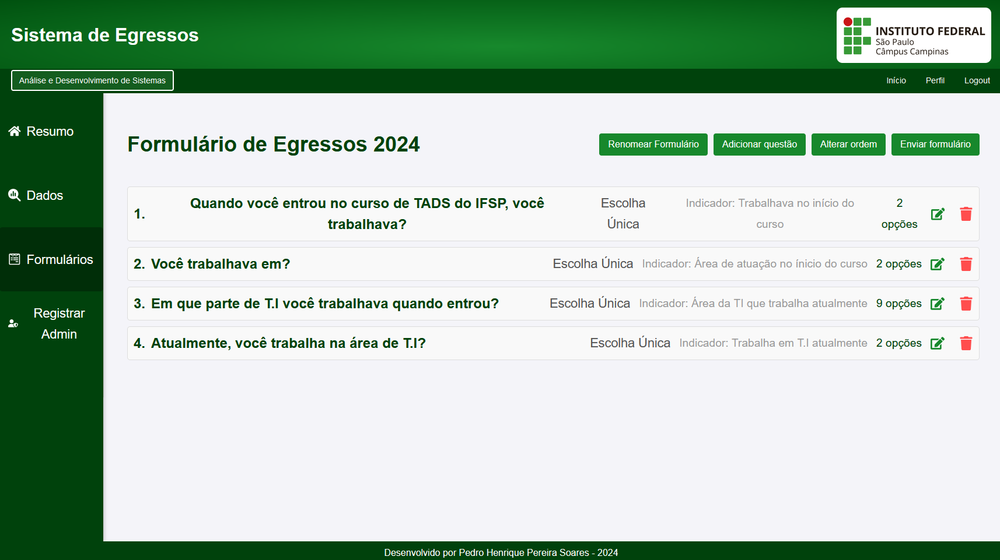 Sistema de Egressos
INSTITUTO FEDERAL
São Paulo
Câmpus Campinas
Análise e Desenvolvimento de Sistemas
Início Perfil Logout
Resumo
Dados
Formulários
Registrar
Admin
Formulário de Egressos 2024
Renomear Formulário Adicionar questão Alterar ordem Enviar formulário
1. Quando você entrou no curso de TADS do IFSP, você
trabalhava?
Escolha
Única
Indicador: Trabalhava no início do
curso
2
opções
2. Você trabalhava em? Escolha Única Indicador: Área de atuação no ínicio do curso 2 opções
3. Em que parte de T.I você trabalhava quando entrou? Escolha Única Indicador: Área da TI que trabalha atualmente 9 opções
4. Atualmente, você trabalha na área de T.I? Escolha Única Indicador: Trabalha em T.I atualmente 2 opções
Desenvolvido por Pedro Henrique Pereira Soares - 2024